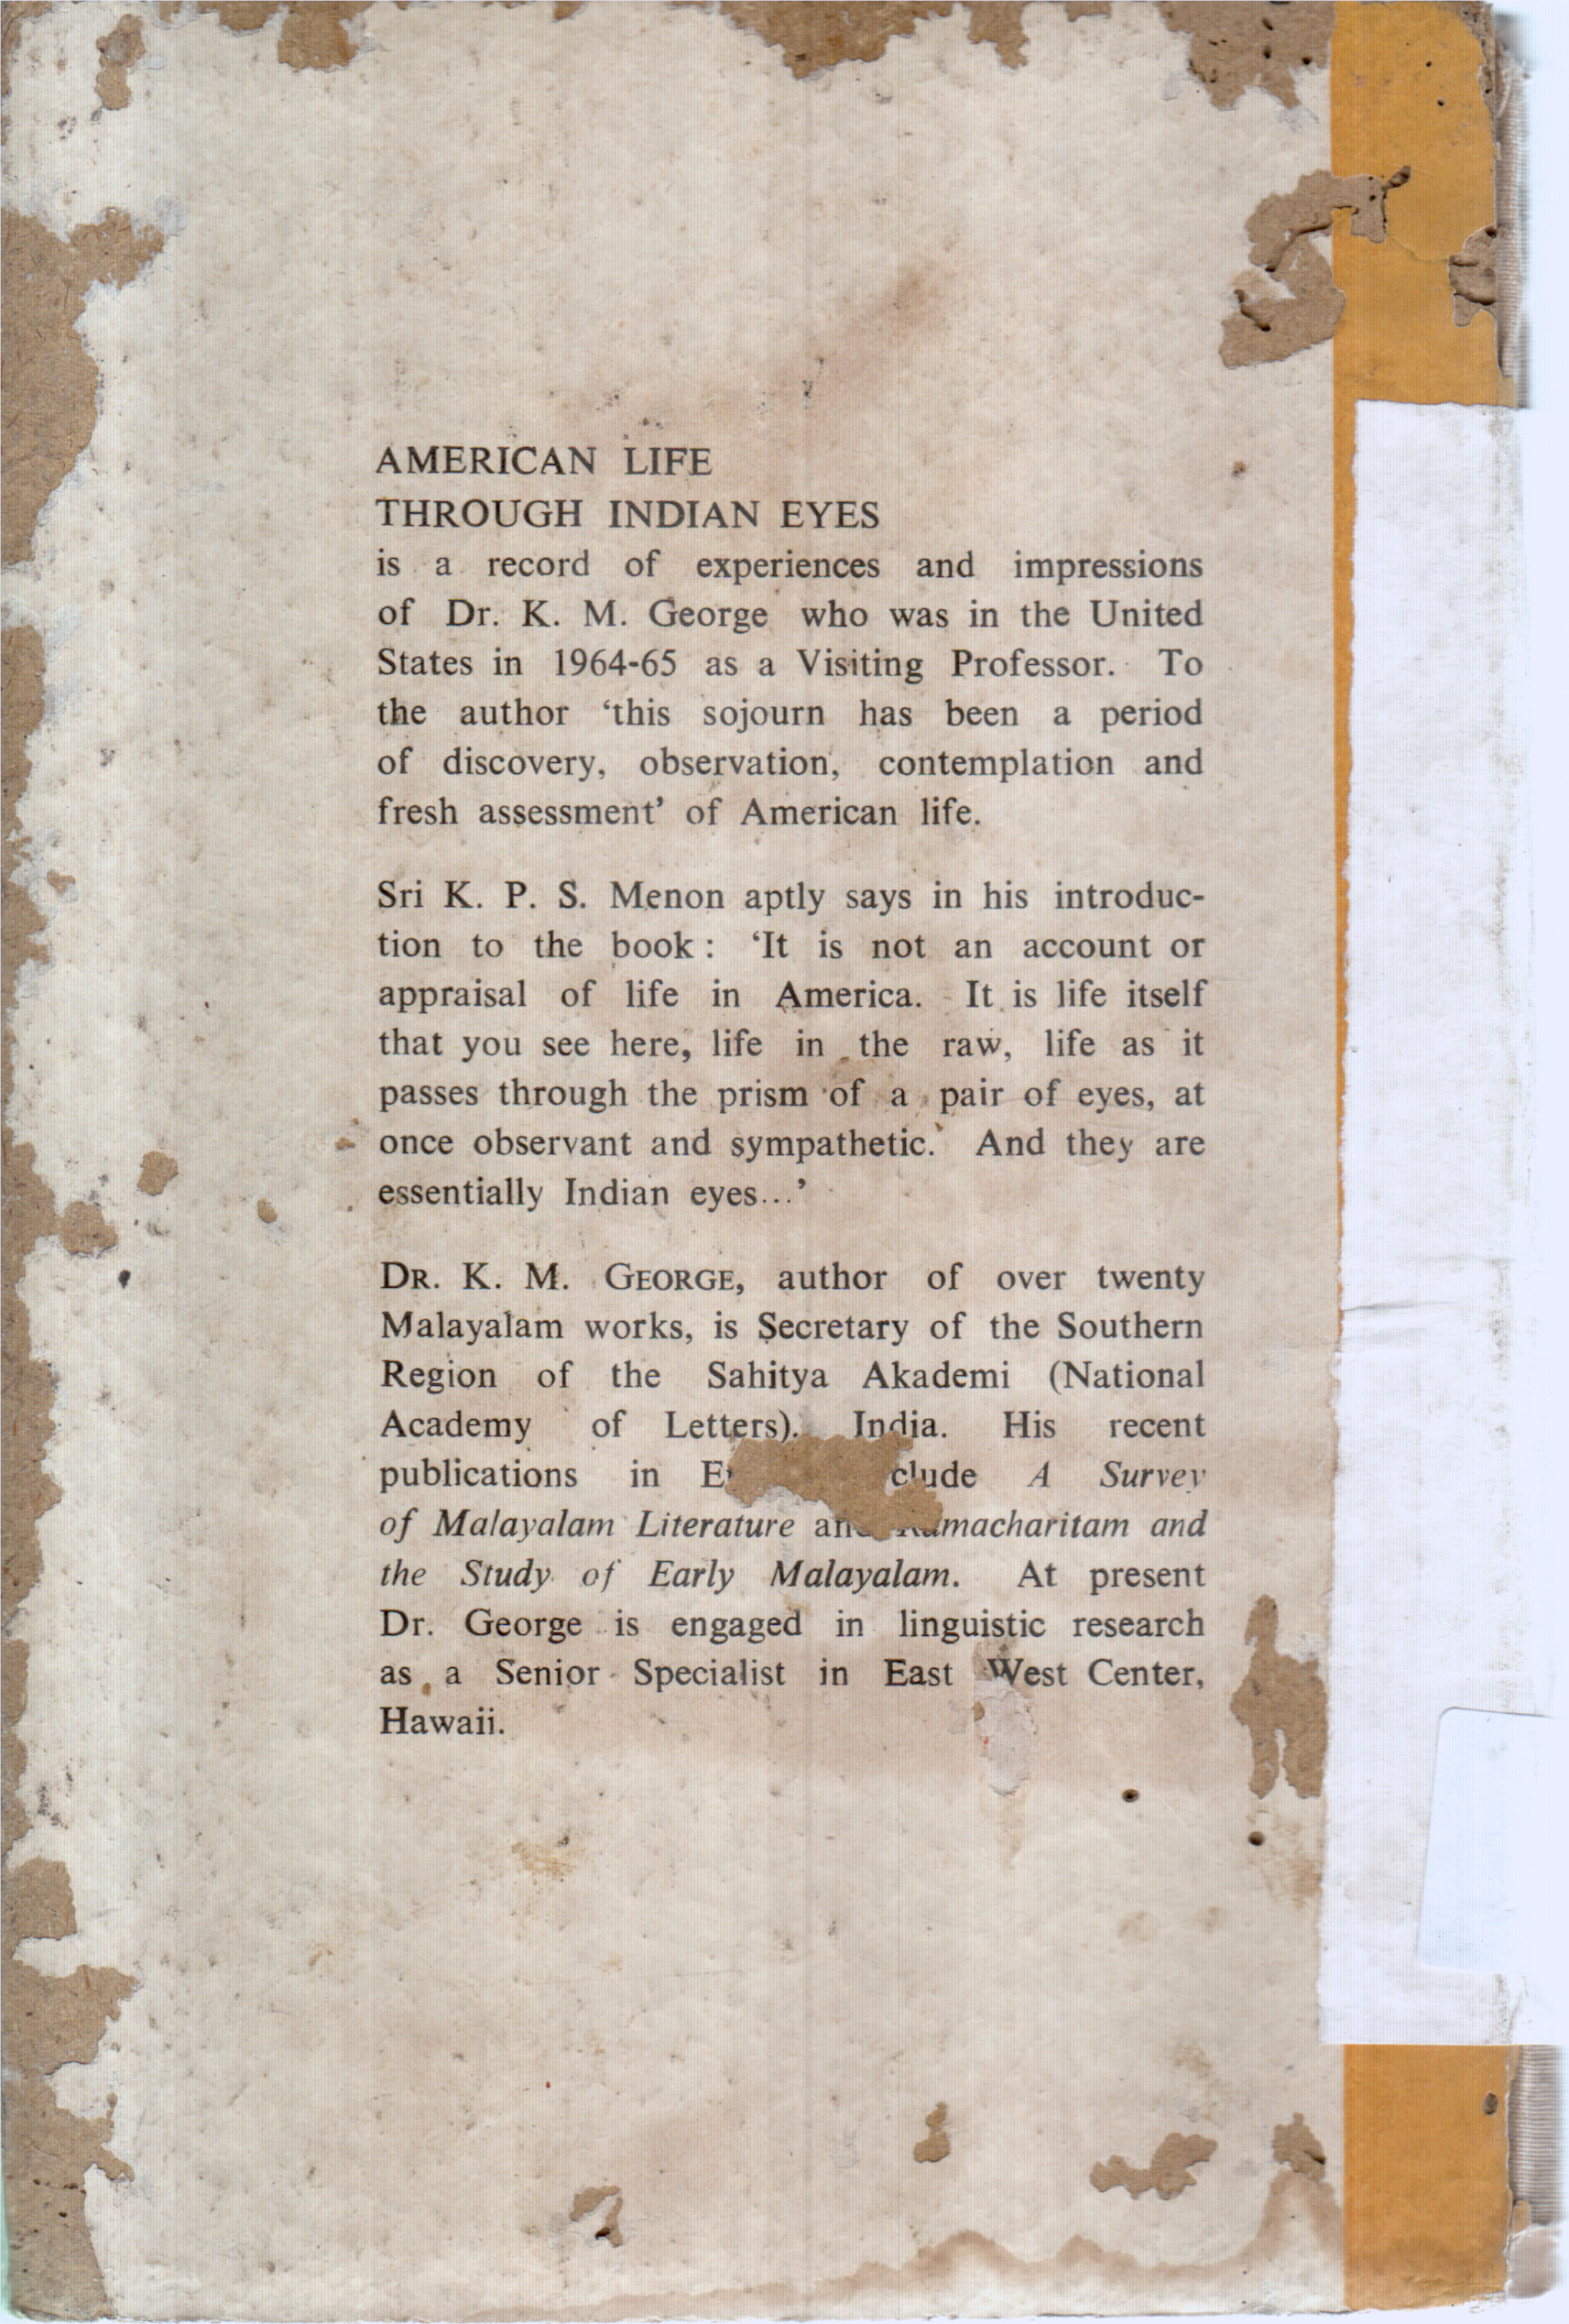 AMERICAN LIFE
THROUGH INDIAN EYES
is a record of experiences and impressions
of Dr. K. M. George who was in the United
States in 1964-65 as a Visiting Professor. To
the author ‘this sojourn has been a period
of discovery, observation, contemplation and
fresh assessment’ of American life.
Sri K. P. S. Menon aptly says in his introduc-
tion to the book : ‘It is not an account or
appraisal of life in America. It is life itself
that you see here, life in the raw, life as it
passes through the prism of a pair of eyes, at
once observant and sympathetic. And they are
essentially Indian eyes...’
DR. K. M. GEORGE, author of over twenty
Malayalam works, is Secretary of the Southern
Region of the Sahitya Akademi (National
Academy of Letters). India. His recent
publications in A Survey
of Malayalam Literature and Ramacharitam and
the Study of Early Malayalam. At present
Dr. George is engaged in linguistic research
as a Senior Specialist in East West Center,
Hawaii.